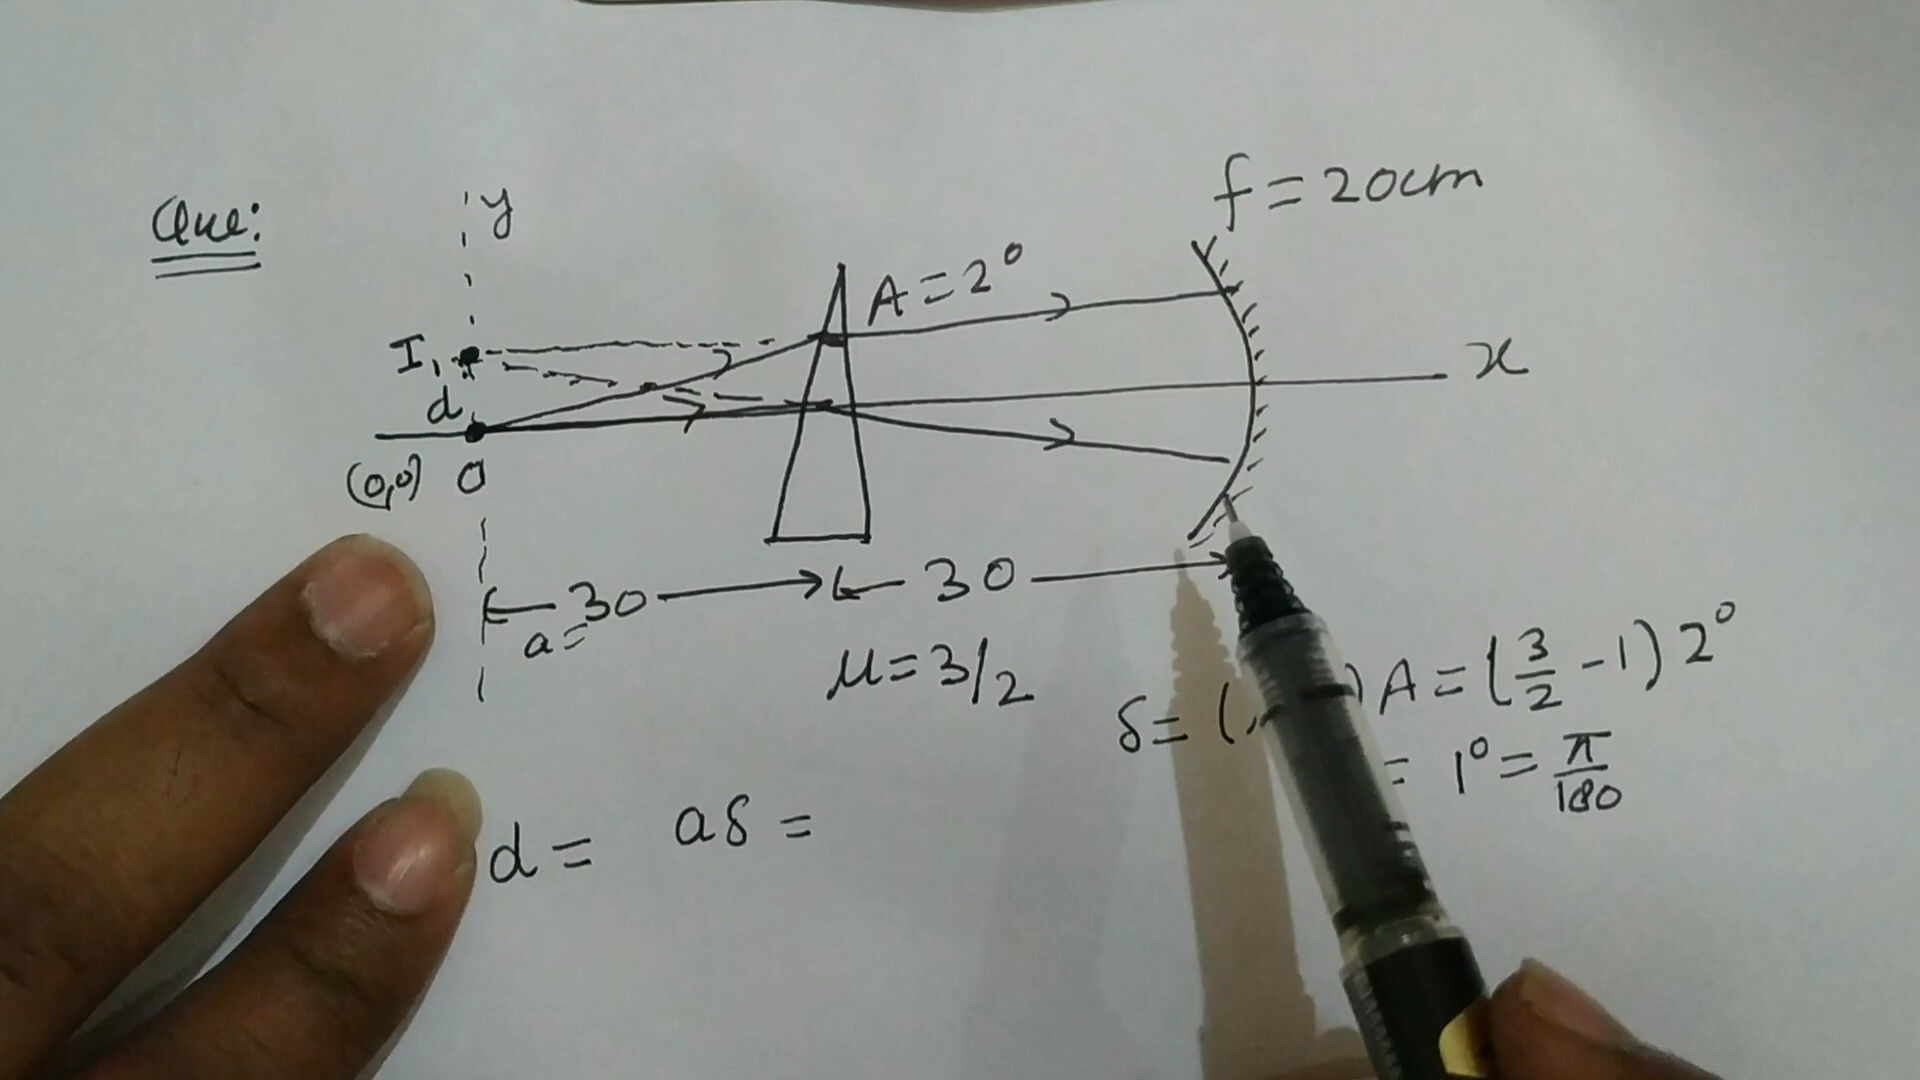 Que:
y
f = 20cm
A = 2°
I₁
x
d
(0,0) O
30 30
a =
μ = 3/2
δ = ( ) A = (3/2 - 1) 2°
= 1° = π/180
d = aδ =